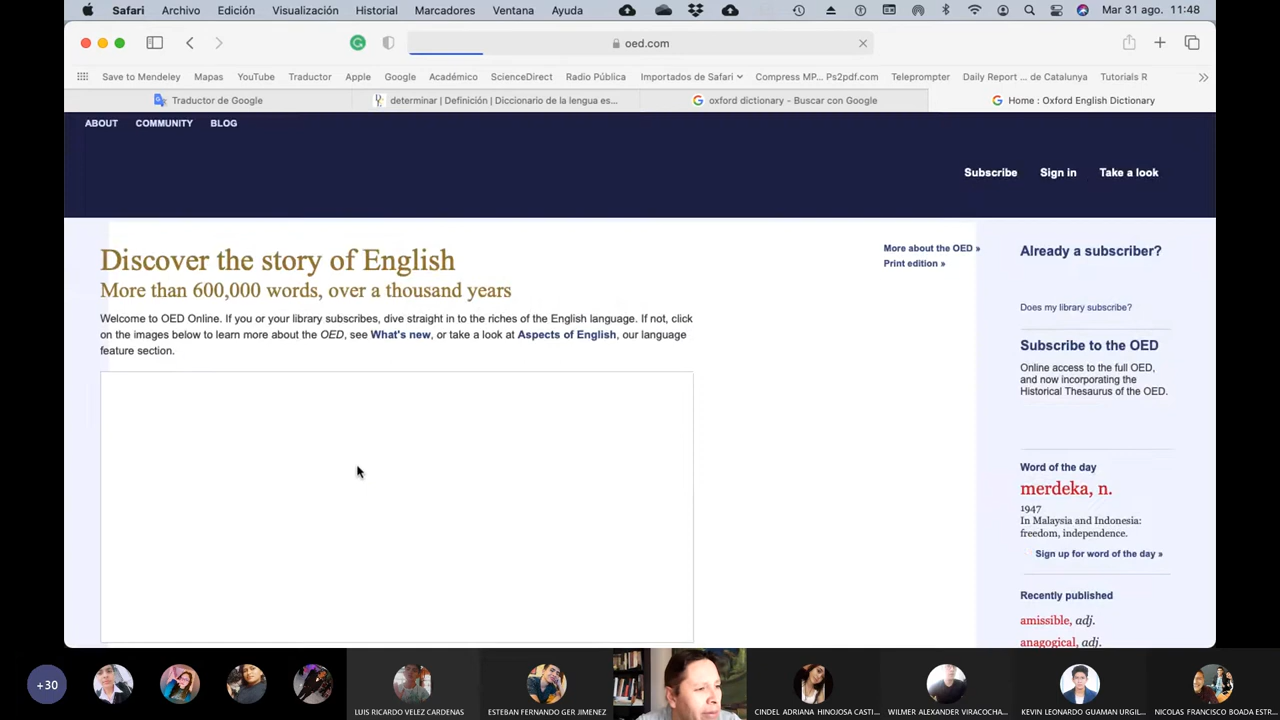 Safari Archivo Edición Visualización Historial Marcadores Ventana Ayuda Mar 31 ago. 11:48
oed.com
Save to Mendeley Mapas YouTube Traductor Apple Google Académico ScienceDirect Radio Pública Importados de Safari Compress MP... Ps2pdf.com Teleprompter Daily Report ... de Catalunya Tutorials R
Traductor de Google
determinar | Definición | Diccionario de la lengua es...
oxford dictionary - Buscar con Google
Home : Oxford English Dictionary
ABOUT COMMUNITY BLOG
Subscribe Sign in Take a look
Discover the story of English
More than 600,000 words, over a thousand years
Welcome to OED Online. If you or your library subscribes, dive straight in to the riches of the English language. If not, click
on the images below to learn more about the OED, see What's new, or take a look at Aspects of English, our language
feature section.
More about the OED »
Print edition »
Already a subscriber?
Does my library subscribe?
Subscribe to the OED
Online access to the full OED,
and now incorporating the
Historical Thesaurus of the OED.
Word of the day
merdeka, n.
1947
In Malaysia and Indonesia:
freedom, independence.
Sign up for word of the day »
Recently published
amissible, adj.
anagogical, adj.
+30
LUIS RICARDO VELEZ CARDENAS
ESTEBAN FERNANDO GER JIMENEZ
CINDEL ADRIANA HINOJOSA CASTI...
WILMER ALEXANDER VIRACOCHA...
KEVIN LEONARDO GUAMAN URGIL...
NICOLAS FRANCISCO BOADA ESTR...